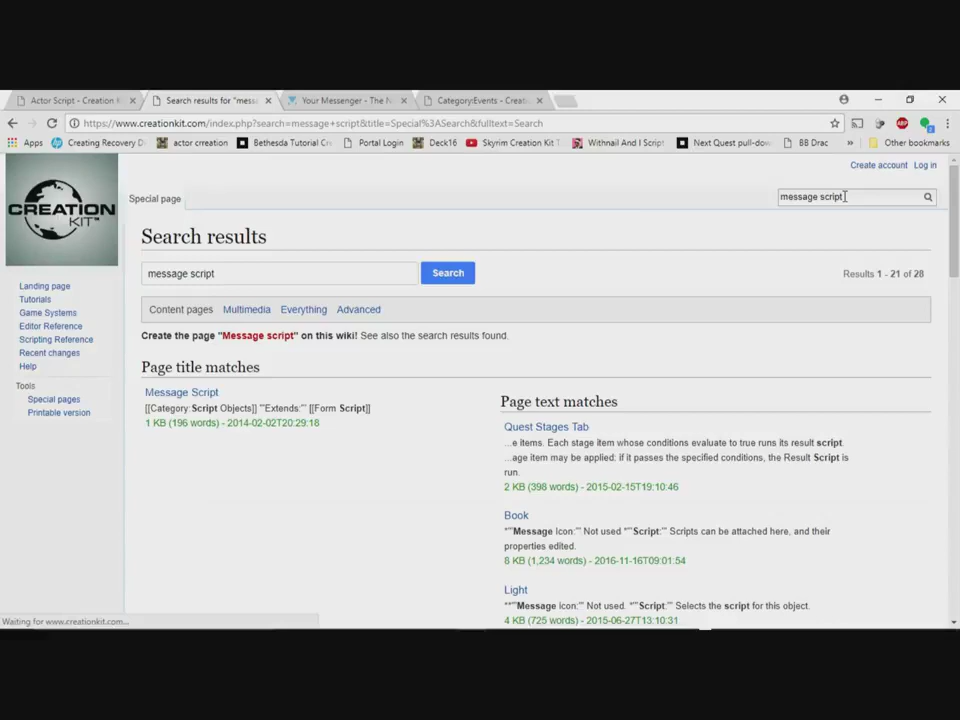 Actor Script - Creation K
Search results for "messa
Your Messenger - The N
Category:Events - Creatio
https://www.creationkit.com/index.php?search=message+script&title=Special%3ASearch&fulltext=Search
Apps
Creating Recovery D
actor creation
Bethesda Tutorial Cr
Portal Login
Deck16
Skyrim Creation Kit T
Withnail And I Script
Next Quest pull-dow
BB Drac
»
Other bookmarks
Create account
Log in
CREATION
KIT™
Special page
message script
Search results
message script
Search
Results 1 - 21 of 28
Landing page
Tutorials
Game Systems
Editor Reference
Scripting Reference
Recent changes
Help
Tools
Special pages
Printable version
Content pages
Multimedia
Everything
Advanced
Create the page "Message script" on this wiki! See also the search results found.
Page title matches
Message Script
[[Category:Script Objects]] '''Extends:''' [[Form Script]]
1 KB (196 words) - 2014-02-02T20:29:18
Page text matches
Quest Stages Tab
...e items. Each stage item whose conditions evaluate to true runs its result script.
...age item may be applied: if it passes the specified conditions, the Result Script is
run.
2 KB (398 words) - 2015-02-15T19:10:46
Book
*'''Message Icon:''' Not used *'''Script:''' Scripts can be attached here, and their
properties edited.
8 KB (1,234 words) - 2016-11-16T09:01:54
Light
**'''Message Icon:''' Not used. *'''Script:''' Selects the script for this object.
4 KB (725 words) - 2015-06-27T13:10:31
Waiting for www.creationkit.com...